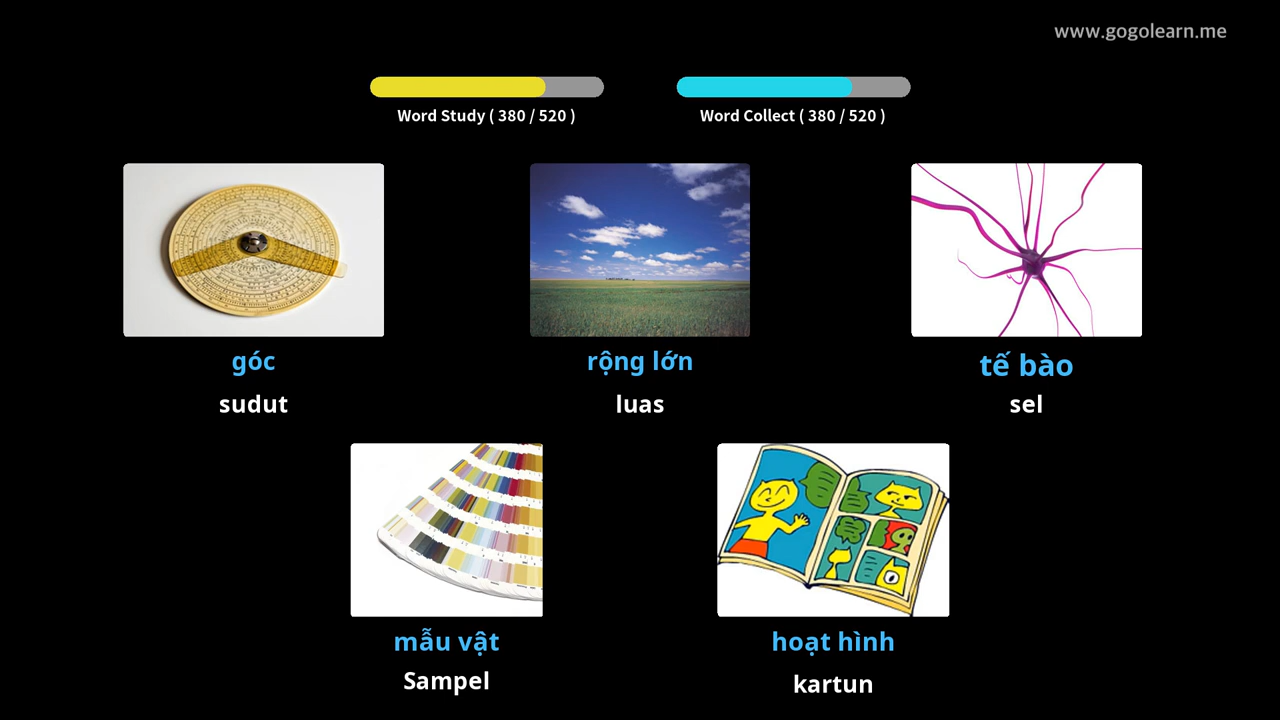 www.gogolearn.me
Word Study ( 380 / 520 )
Word Collect ( 380 / 520 )
góc
rộng lớn
tế bào
sudut
luas
sel
mẫu vật
hoạt hình
Sampel
kartun